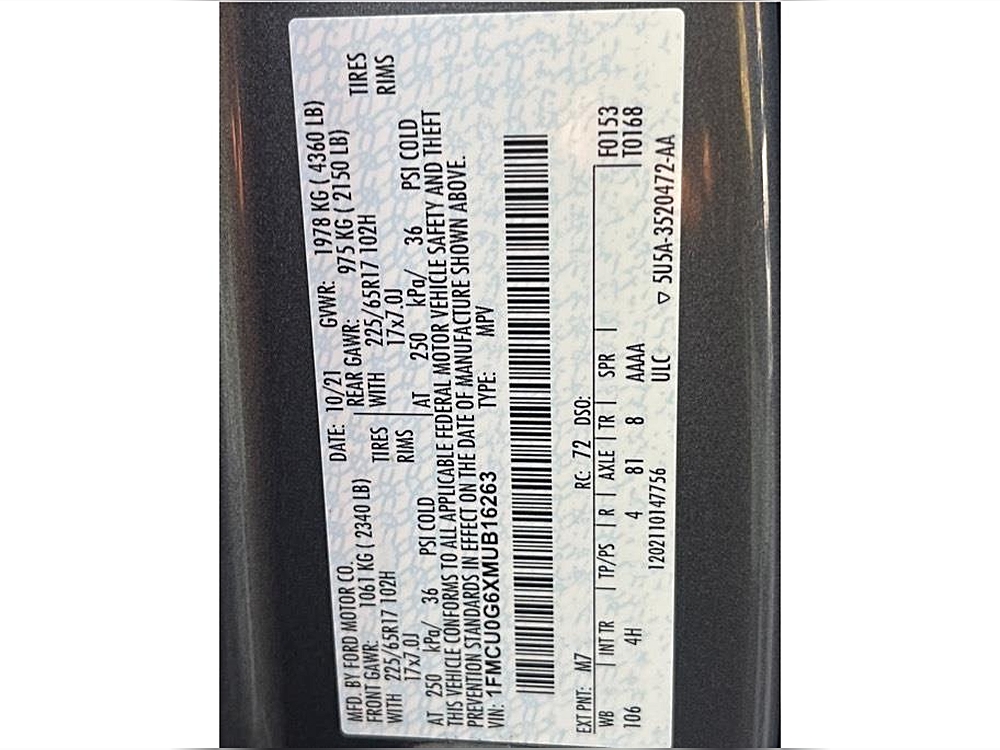 MFD. BY FORD MOTOR CO. DATE: 10/21 GVWR: 1978 KG ( 4360 LB)
FRONT GAWR: 1061 KG ( 2340 LB) REAR GAWR: 975 KG ( 2150 LB)
WITH 225/65R17 102H TIRES WITH 225/65R17 102H TIRES
17x7.0J RIMS 17x7.0J RIMS
AT 250 kPa/ 36 PSI COLD AT 250 kPa/ 36 PSI COLD
THIS VEHICLE CONFORMS TO ALL APPLICABLE FEDERAL MOTOR VEHICLE SAFETY AND THEFT
PREVENTION STANDARDS IN EFFECT ON THE DATE OF MANUFACTURE SHOWN ABOVE.
VIN: 1FMCU0G6XMUB16263 TYPE: MPV
EXT PNT: M7 RC: 72 DSO: F0153
WB | INT TR | TP/PS | R | AXLE | TR | SPR | T0168
106 4H 4 81 8 AAAA
1202110147756 ULC ▽ 5U5A-3520472-AA